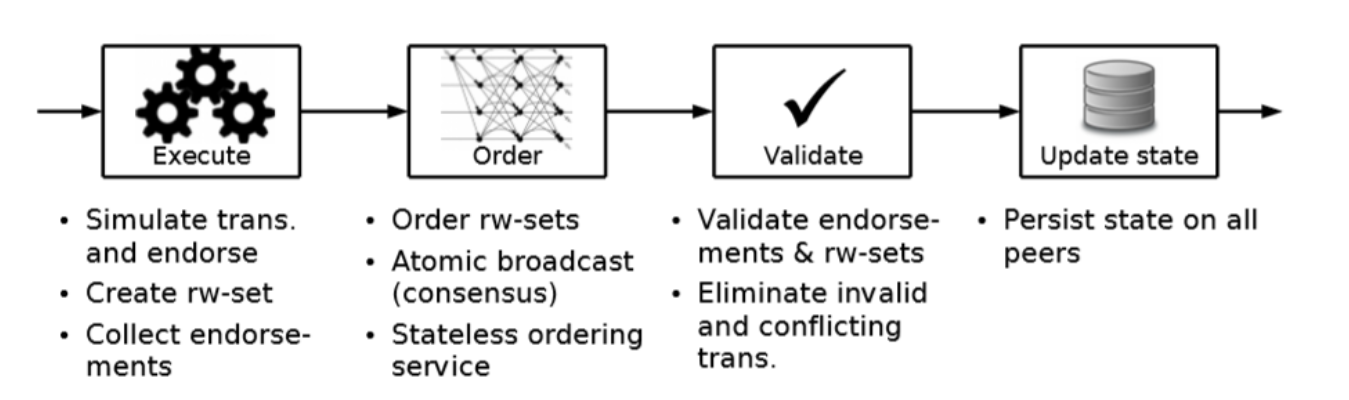 Execute
Order
Validate
Update state
• Simulate trans.
and endorse
• Create rw-set
• Collect endorse-
ments
• Order rw-sets
• Atomic broadcast
(consensus)
• Stateless ordering
service
• Validate endorse-
ments & rw-sets
• Eliminate invalid
and conflicting
trans.
• Persist state on all
peers